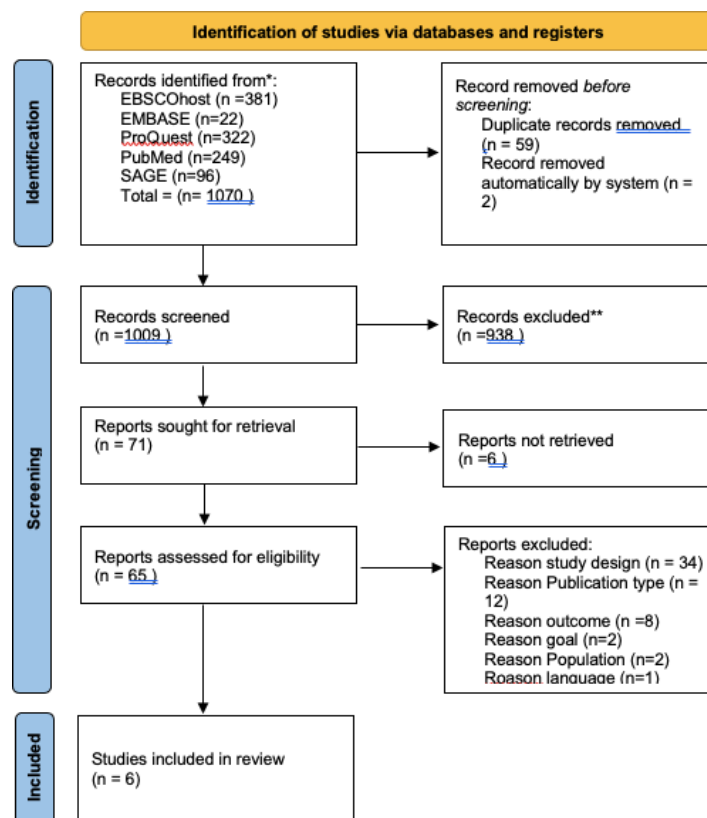 Identification of studies via databases and registers
Identification
Records identified from*:
EBSCOhost (n =381)
EMBASE (n=22)
ProQuest (n=322)
PubMed (n=249)
SAGE (n=96)
Total = (n= 1070 )
Record removed before
screening:
Duplicate records removed
(n = 59)
Record removed
automatically by system (n =
2)
Screening
Records screened
(n =1009 )
Records excluded**
(n =938 )
Reports sought for retrieval
(n = 71)
Reports not retrieved
(n =6 )
Reports assessed for eligibility
(n = 65 )
Reports excluded:
Reason study design (n = 34)
Reason Publication type (n =
12)
Reason outcome (n =8)
Reason goal (n=2)
Reason Population (n=2)
Roason language (n=1)
Included
Studies included in review
(n = 6)